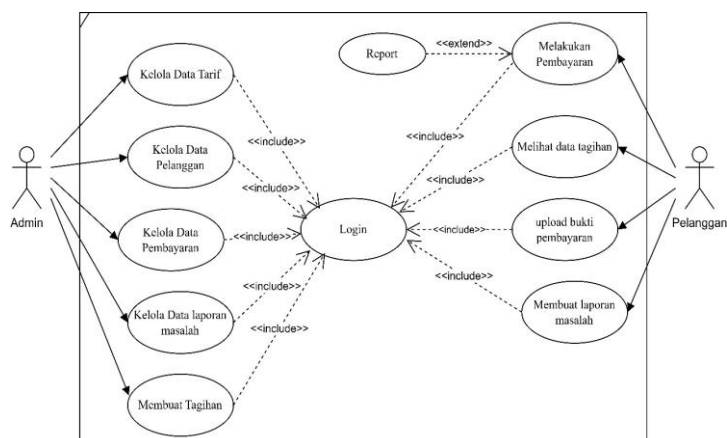 Report
<<extend>>
Melakukan
Pembayaran
Kelola Data Tarif
<<include>>
<<include>>
Kelola Data
Pelanggan
<<include>>
Melihat data tagihan
<<include>>
Admin
Kelola Data
Pembayaran
<<include>>
Login
<<include>>
upload bukti
pembayaran
Pelanggan
Kelola Data laporan
masalah
<<include>>
<<include>>
Membuat laporan
masalah
<<include>>
Membuat Tagihan